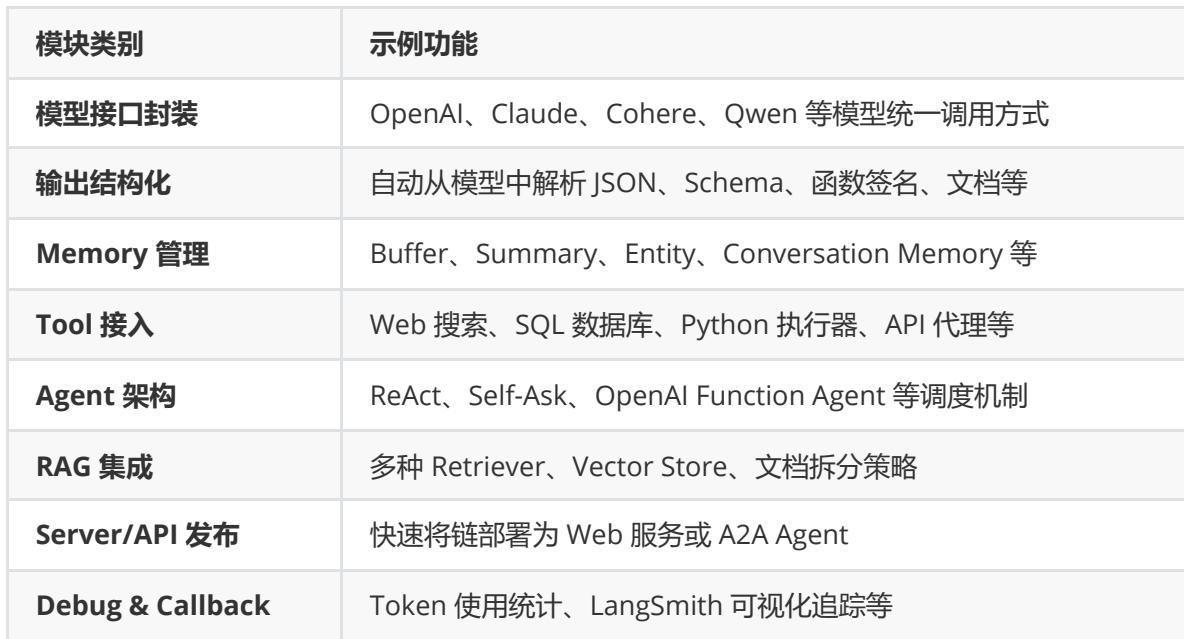 模块类别 示例功能
模型接口封装 OpenAI、Claude、Cohere、Qwen 等模型统一调用方式
输出结构化 自动从模型中解析 JSON、Schema、函数签名、文档等
Memory 管理 Buffer、Summary、Entity、Conversation Memory 等
Tool 接入 Web 搜索、SQL 数据库、Python 执行器、API 代理等
Agent 架构 ReAct、Self-Ask、OpenAI Function Agent 等调度机制
RAG 集成 多种 Retriever、Vector Store、文档拆分策略
Server/API 发布 快速将链部署为 Web 服务或 A2A Agent
Debug & Callback Token 使用统计、LangSmith 可视化追踪等